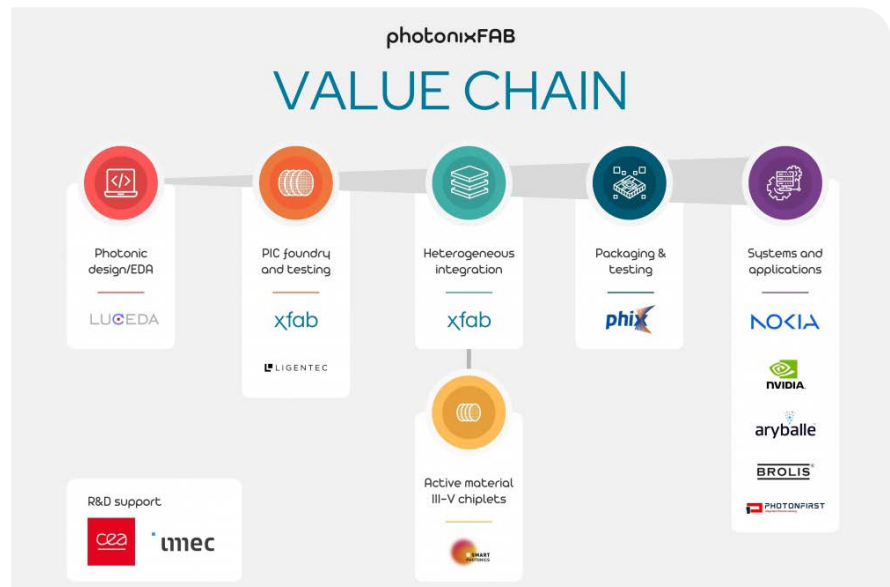 photonixFAB
VALUE CHAIN
</>
Photonic
design/EDA
LUCEDA
PIC foundry
and testing
xfab
LIGENTEC
Heterogeneous
integration
xfab
Active material
III-V chiplets
SMART
PHOTONICS
Packaging &
testing
phix
Systems and
applications
NOKIA
NVIDIA
aryballe
BROLIS
PHOTONFIRST
R&D support
cea
imec